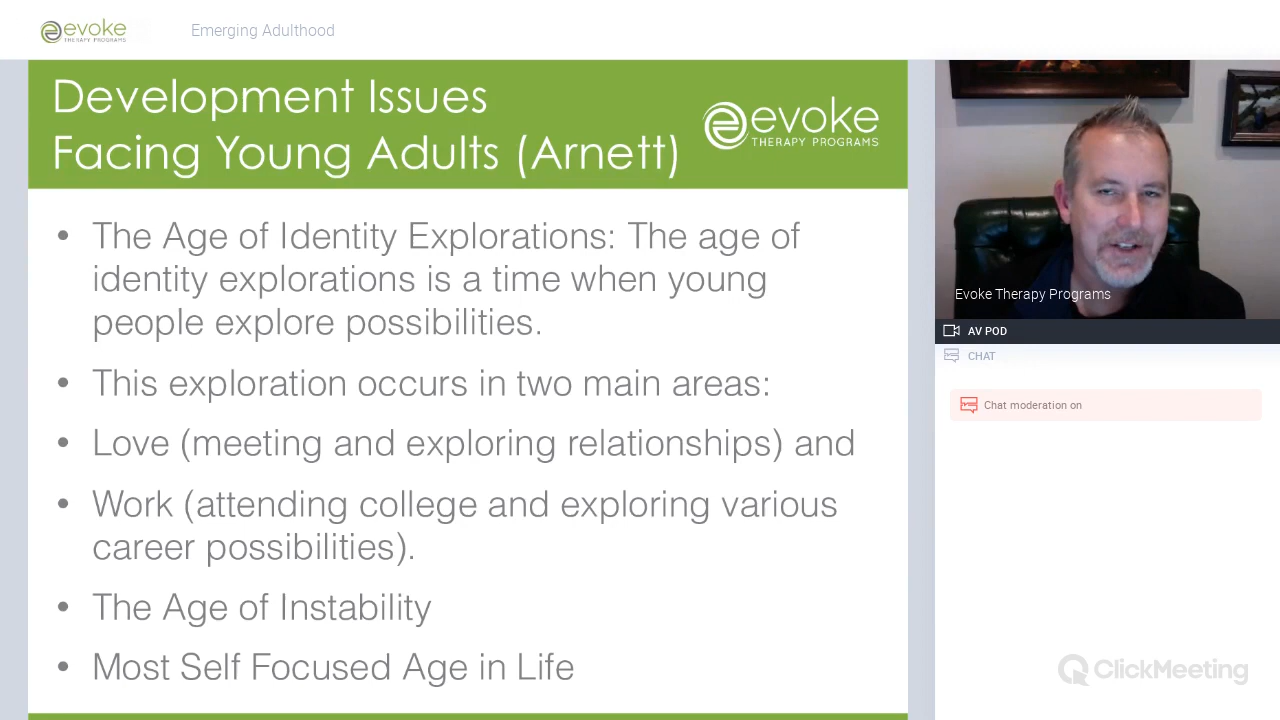 evoke
THERAPY PROGRAMS
Emerging Adulthood
Development Issues
Facing Young Adults (Arnett)
evoke
THERAPY PROGRAMS
• The Age of Identity Explorations: The age of
identity explorations is a time when young
people explore possibilities.
• This exploration occurs in two main areas:
• Love (meeting and exploring relationships) and
• Work (attending college and exploring various
career possibilities).
• The Age of Instability
• Most Self Focused Age in Life
Evoke Therapy Programs
AV POD
CHAT
Chat moderation on
ClickMeeting